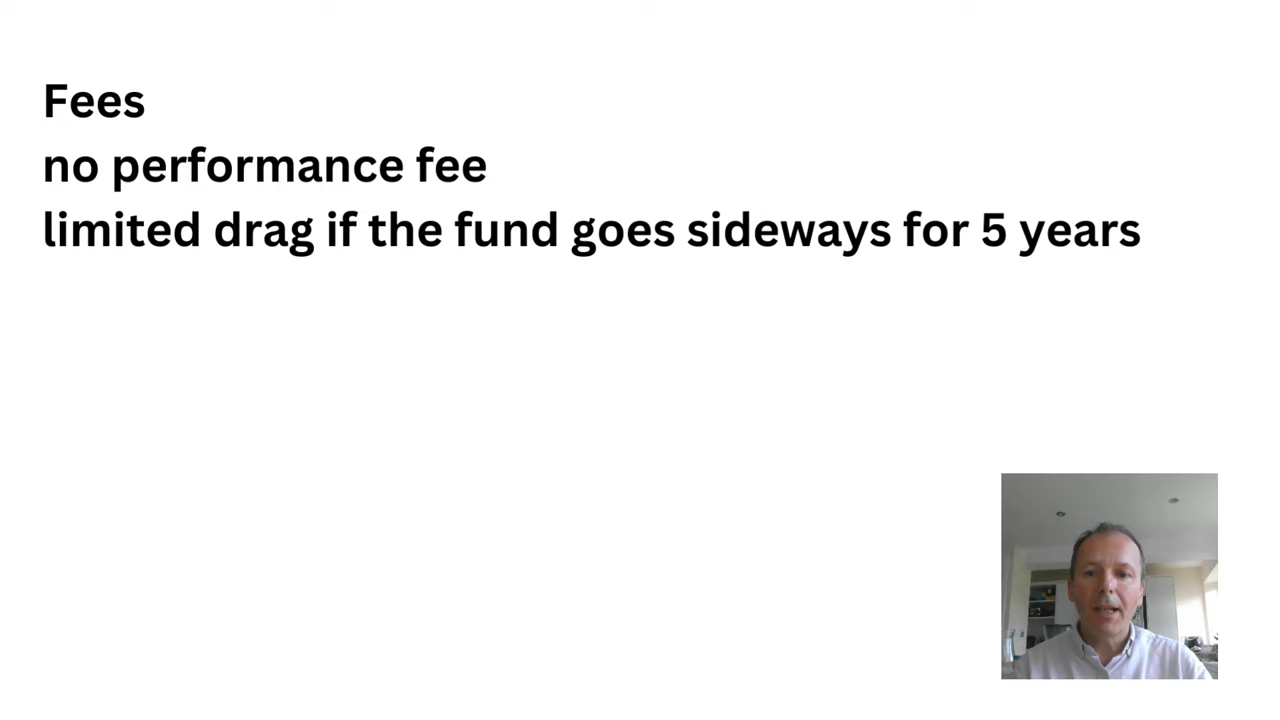 Fees
no performance fee
limited drag if the fund goes sideways for 5 years